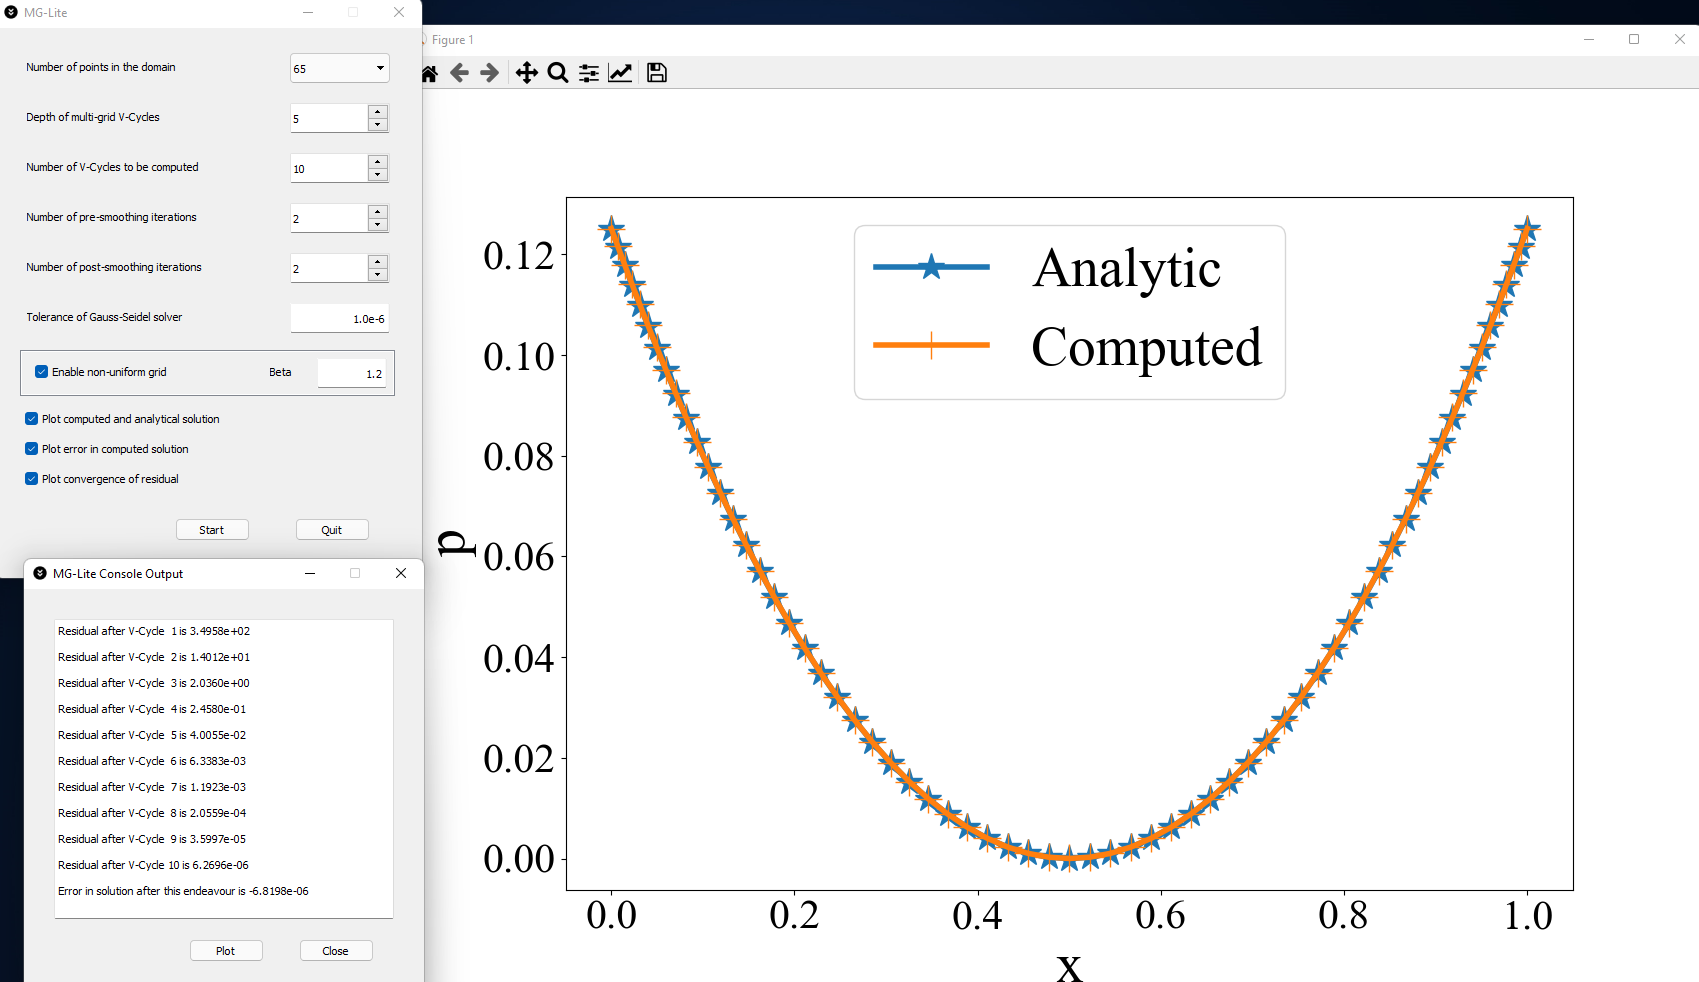 MG-Lite
Number of points in the domain 65
Depth of multi-grid V-Cycles 5
Number of V-Cycles to be computed 10
Number of pre-smoothing iterations 2
Number of post-smoothing iterations 2
Tolerance of Gauss-Seidel solver 1.0e-6
Enable non-uniform grid Beta 1.2
Plot computed and analytical solution
Plot error in computed solution
Plot convergence of residual
Start Quit
MG-Lite Console Output
Residual after V-Cycle 1 is 3.4958e+02
Residual after V-Cycle 2 is 1.4012e+01
Residual after V-Cycle 3 is 2.0360e+00
Residual after V-Cycle 4 is 2.4580e-01
Residual after V-Cycle 5 is 4.0055e-02
Residual after V-Cycle 6 is 6.3383e-03
Residual after V-Cycle 7 is 1.1923e-03
Residual after V-Cycle 8 is 2.0559e-04
Residual after V-Cycle 9 is 3.5997e-05
Residual after V-Cycle 10 is 6.2696e-06
Error in solution after this endeavour is -6.8198e-06
Plot Close
Figure 1
Analytic
Computed
p
0.12
0.10
0.08
0.06
0.04
0.02
0.00
0.0 0.2 0.4 0.6 0.8 1.0
x